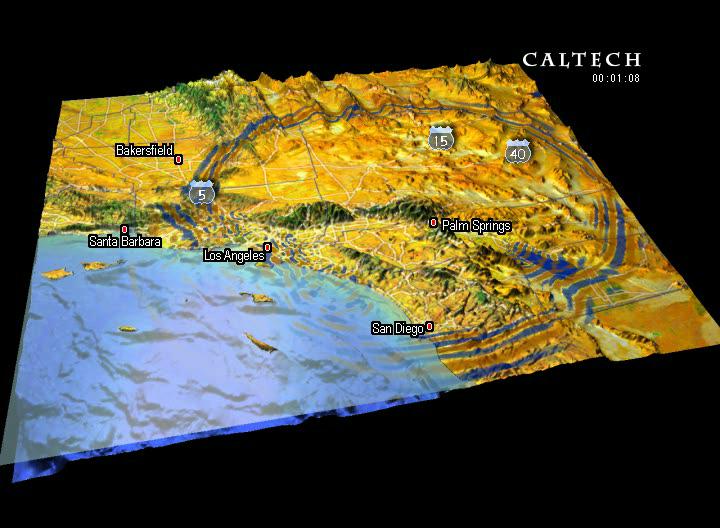 CALTECH
00:01:08
15
Bakersfield
40
5
Palm Springs
Santa Barbara
Los Angeles
San Diego